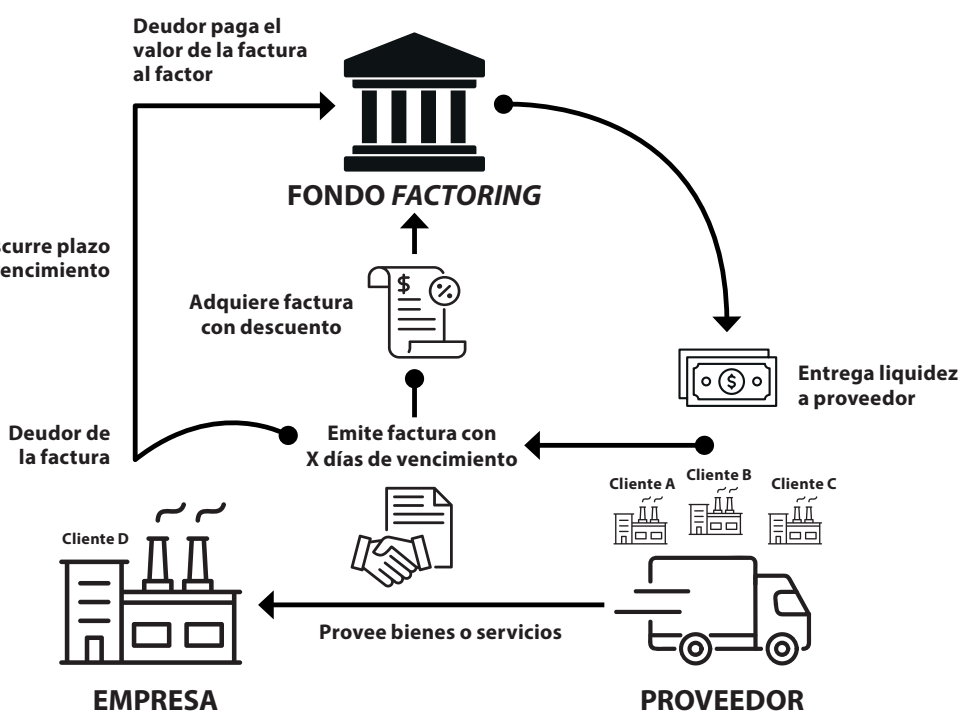 Deudor paga el
valor de la factura
al factor
FONDO FACTORING
scurre plazo
encimiento
Adquiere factura
con descuento
$
%
$
Entrega liquidez
a proveedor
Deudor de
la factura
Emite factura con
X días de vencimiento
Cliente A
Cliente B
Cliente C
Cliente D
Provee bienes o servicios
EMPRESA
PROVEEDOR